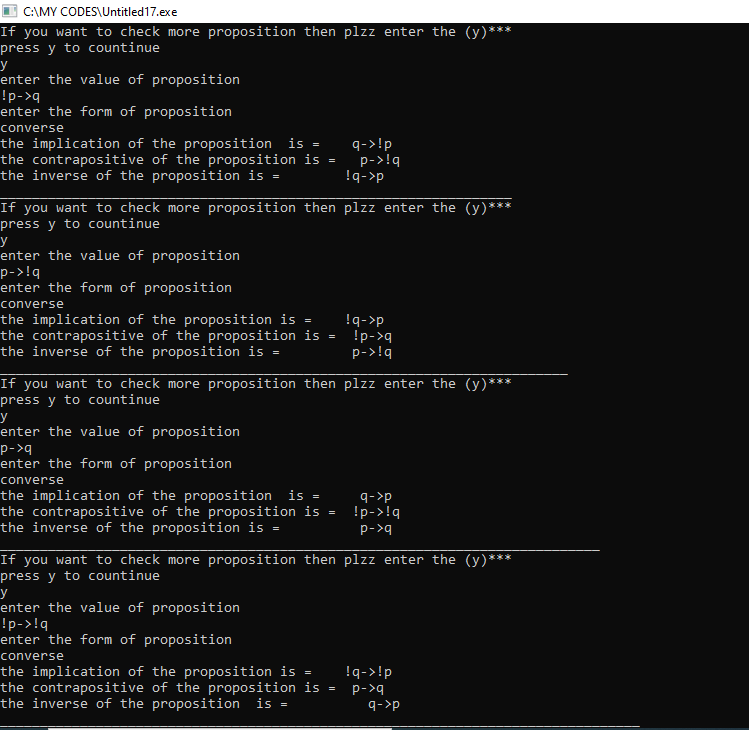 C:\MY CODES\Untitled17.exe
If you want to check more proposition then plzz enter the (y)***
press y to countinue
y
enter the value of proposition
!p->q
enter the form of proposition
converse
the implication of the proposition  is =    q->!p
the contrapositive of the proposition is =   p->!q
the inverse of the proposition is =        !q->p
________________________________________________________________
If you want to check more proposition then plzz enter the (y)***
press y to countinue
y
enter the value of proposition
p->!q
enter the form of proposition
converse
the implication of the proposition is =    !q->p
the contrapositive of the proposition is =  !p->q
the inverse of the proposition is =         p->!q
_______________________________________________________________________
If you want to check more proposition then plzz enter the (y)***
press y to countinue
y
enter the value of proposition
p->q
enter the form of proposition
converse
the implication of the proposition  is =     q->p
the contrapositive of the proposition is =  !p->!q
the inverse of the proposition is =          p->q
___________________________________________________________________________
If you want to check more proposition then plzz enter the (y)***
press y to countinue
y
enter the value of proposition
!p->!q
enter the form of proposition
converse
the implication of the proposition is =    !q->!p
the contrapositive of the proposition is =  p->q
the inverse of the proposition  is =          q->p
________________________________________________________________________________